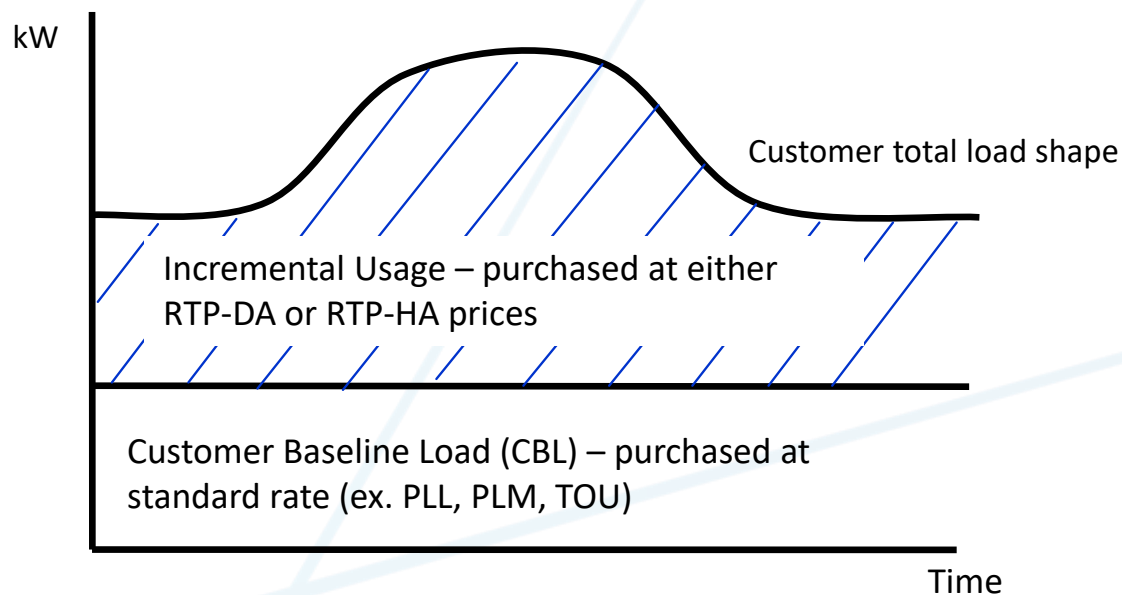 kW
Customer total load shape
Incremental Usage – purchased at either
RTP-DA or RTP-HA prices
Customer Baseline Load (CBL) – purchased at
standard rate (ex. PLL, PLM, TOU)
Time